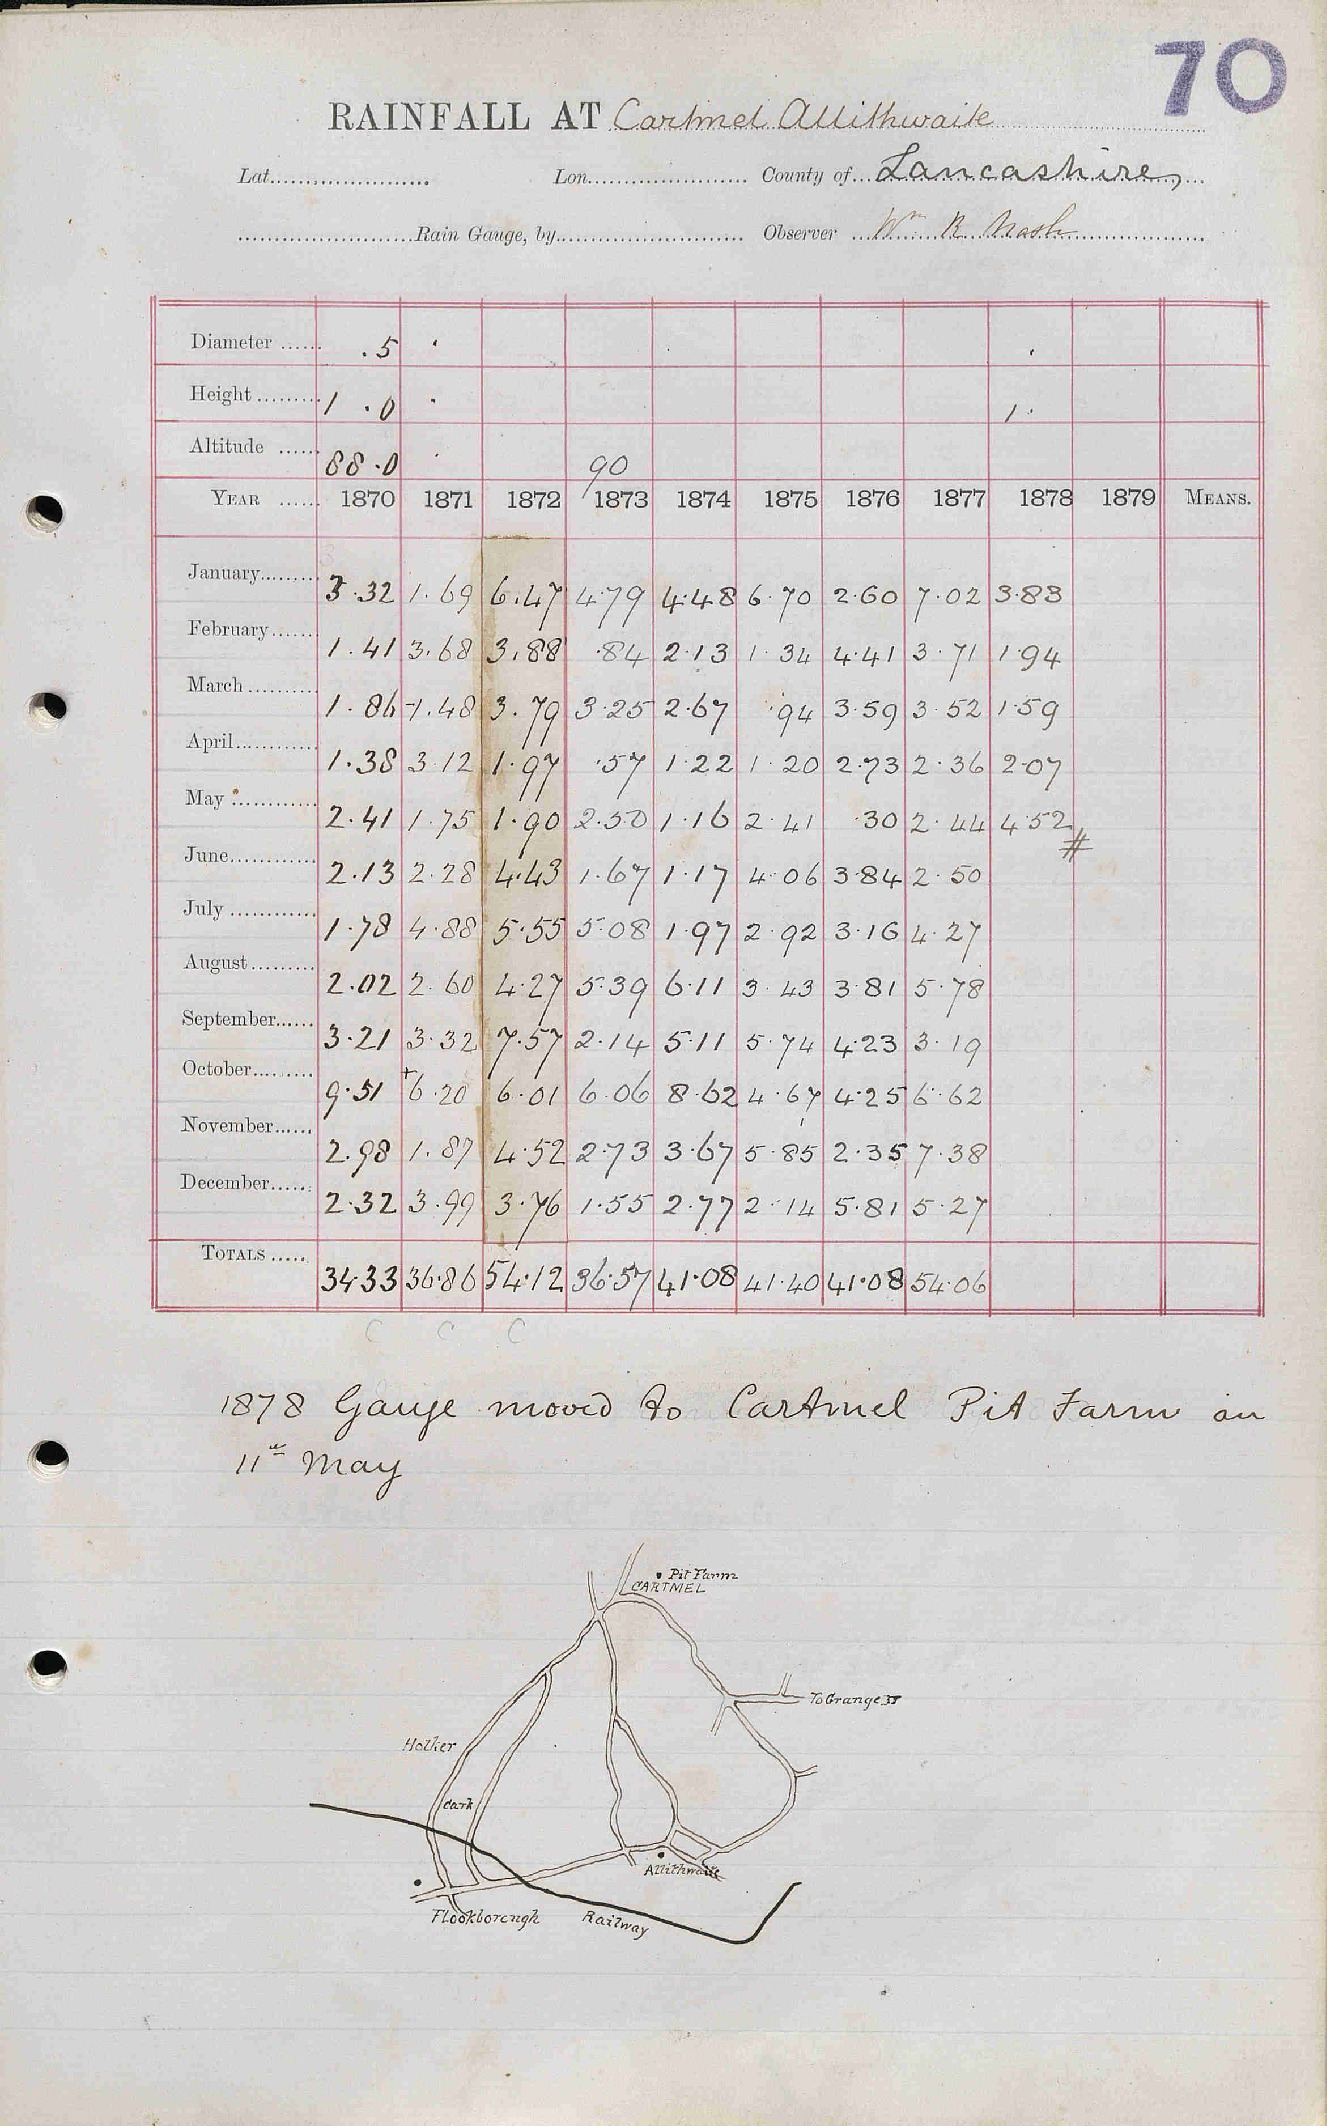 70
RAINFALL AT Cartmel Allithwaite
Lat. Lon. County of Lancashire,
Rain Gauge, by Observer Wm R Nash
Diameter .5
Height 1 .0 1.
Altitude 88.0 90
YEAR 1870 1871 1872 1873 1874 1875 1876 1877 1878 1879 MEANS.
January 3.32 1.69 6.47 4.79 4.48 6.70 2.60 7.02 3.83
February 1.41 3.68 3.88 .84 2.13 1.34 4.41 3.71 1.94
March 1.86 1.48 3.79 3.25 2.67 .94 3.59 3.52 1.59
April 1.38 3.12 1.97 .57 1.22 1.20 2.73 2.36 2.07
May 2.41 1.75 1.90 2.50 1.16 2.41 .30 2.44 4.52 #
June 2.13 2.28 4.43 1.67 1.17 4.06 3.84 2.50
July 1.78 4.88 5.55 5.08 1.97 2.92 3.16 4.27
August 2.02 2.60 4.27 5.39 6.11 3.43 3.81 5.78
September 3.21 3.32 7.57 2.14 5.11 5.74 4.23 3.19
October 9.51 +6.20 6.01 6.06 8.62 4.67 4.25 6.62
November 2.98 1.87 4.52 2.73 3.67 5.85 2.35 7.38
December 2.32 3.99 3.76 1.55 2.77 2.14 5.81 5.27
TOTALS 34.33 36.86 54.12 36.57 41.08 41.40 41.08 54.06
C C C
1878 Gauge moved to Cartmel Pit Farm on
11th May
Pit Farm
CARTMEL
To Grange
Holker
Cark
Allithwaite
Flookborough Railway